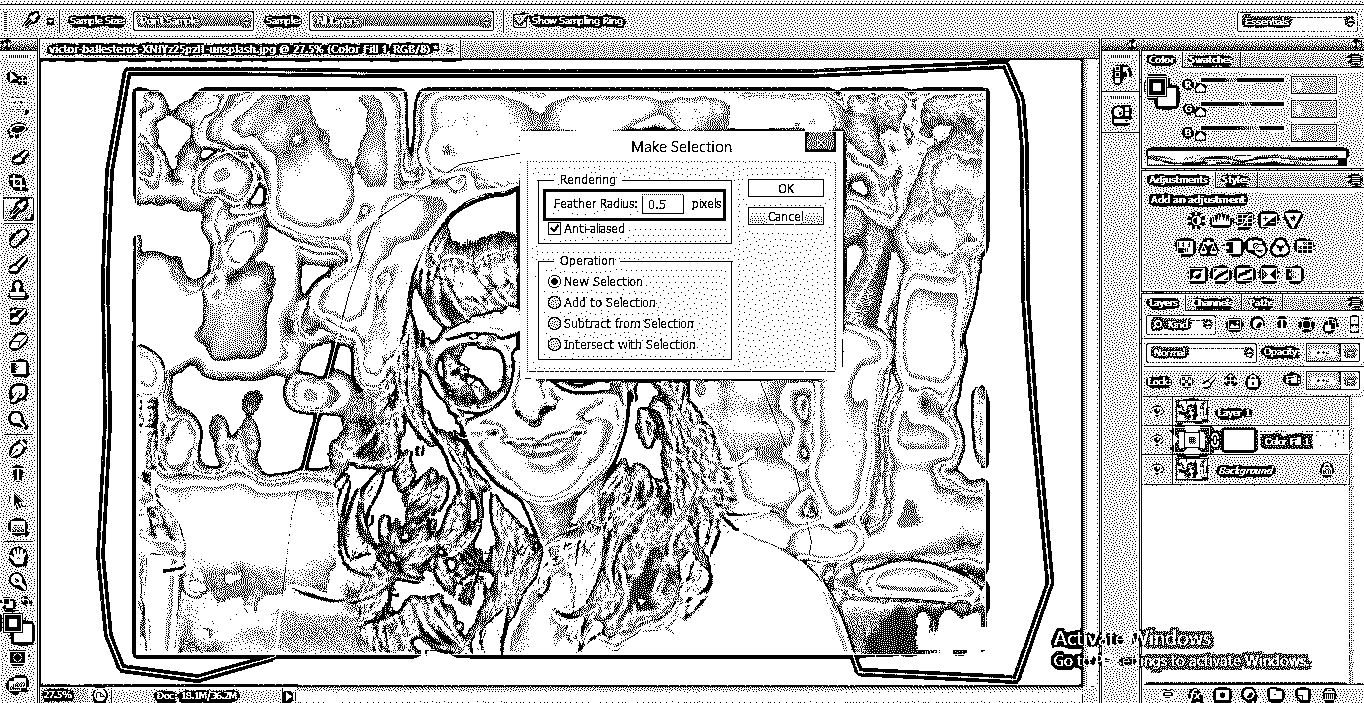 Sample Size: Point Sample Sample: All Layers Show Sampling Ring Essentials
victor-ballesteros-XNlYz25pzlI-unsplash.jpg @ 27.5% (Color Fill 1, RGB/8) *
Color Swatches
R
G
B
Make Selection
Rendering
Feather Radius: 0.5 pixels
Anti-aliased
OK
Cancel
Operation
New Selection
Add to Selection
Subtract from Selection
Intersect with Selection
Adjustments Styles
Add an adjustment
Layers Channels Paths
Kind
Normal Opacity:
Lock: Fill:
Layer 1
Color Fill 1
Background
Activate Windows
Go to Settings to activate Windows.
27.5% Doc: 18.1M/36.2M
fx